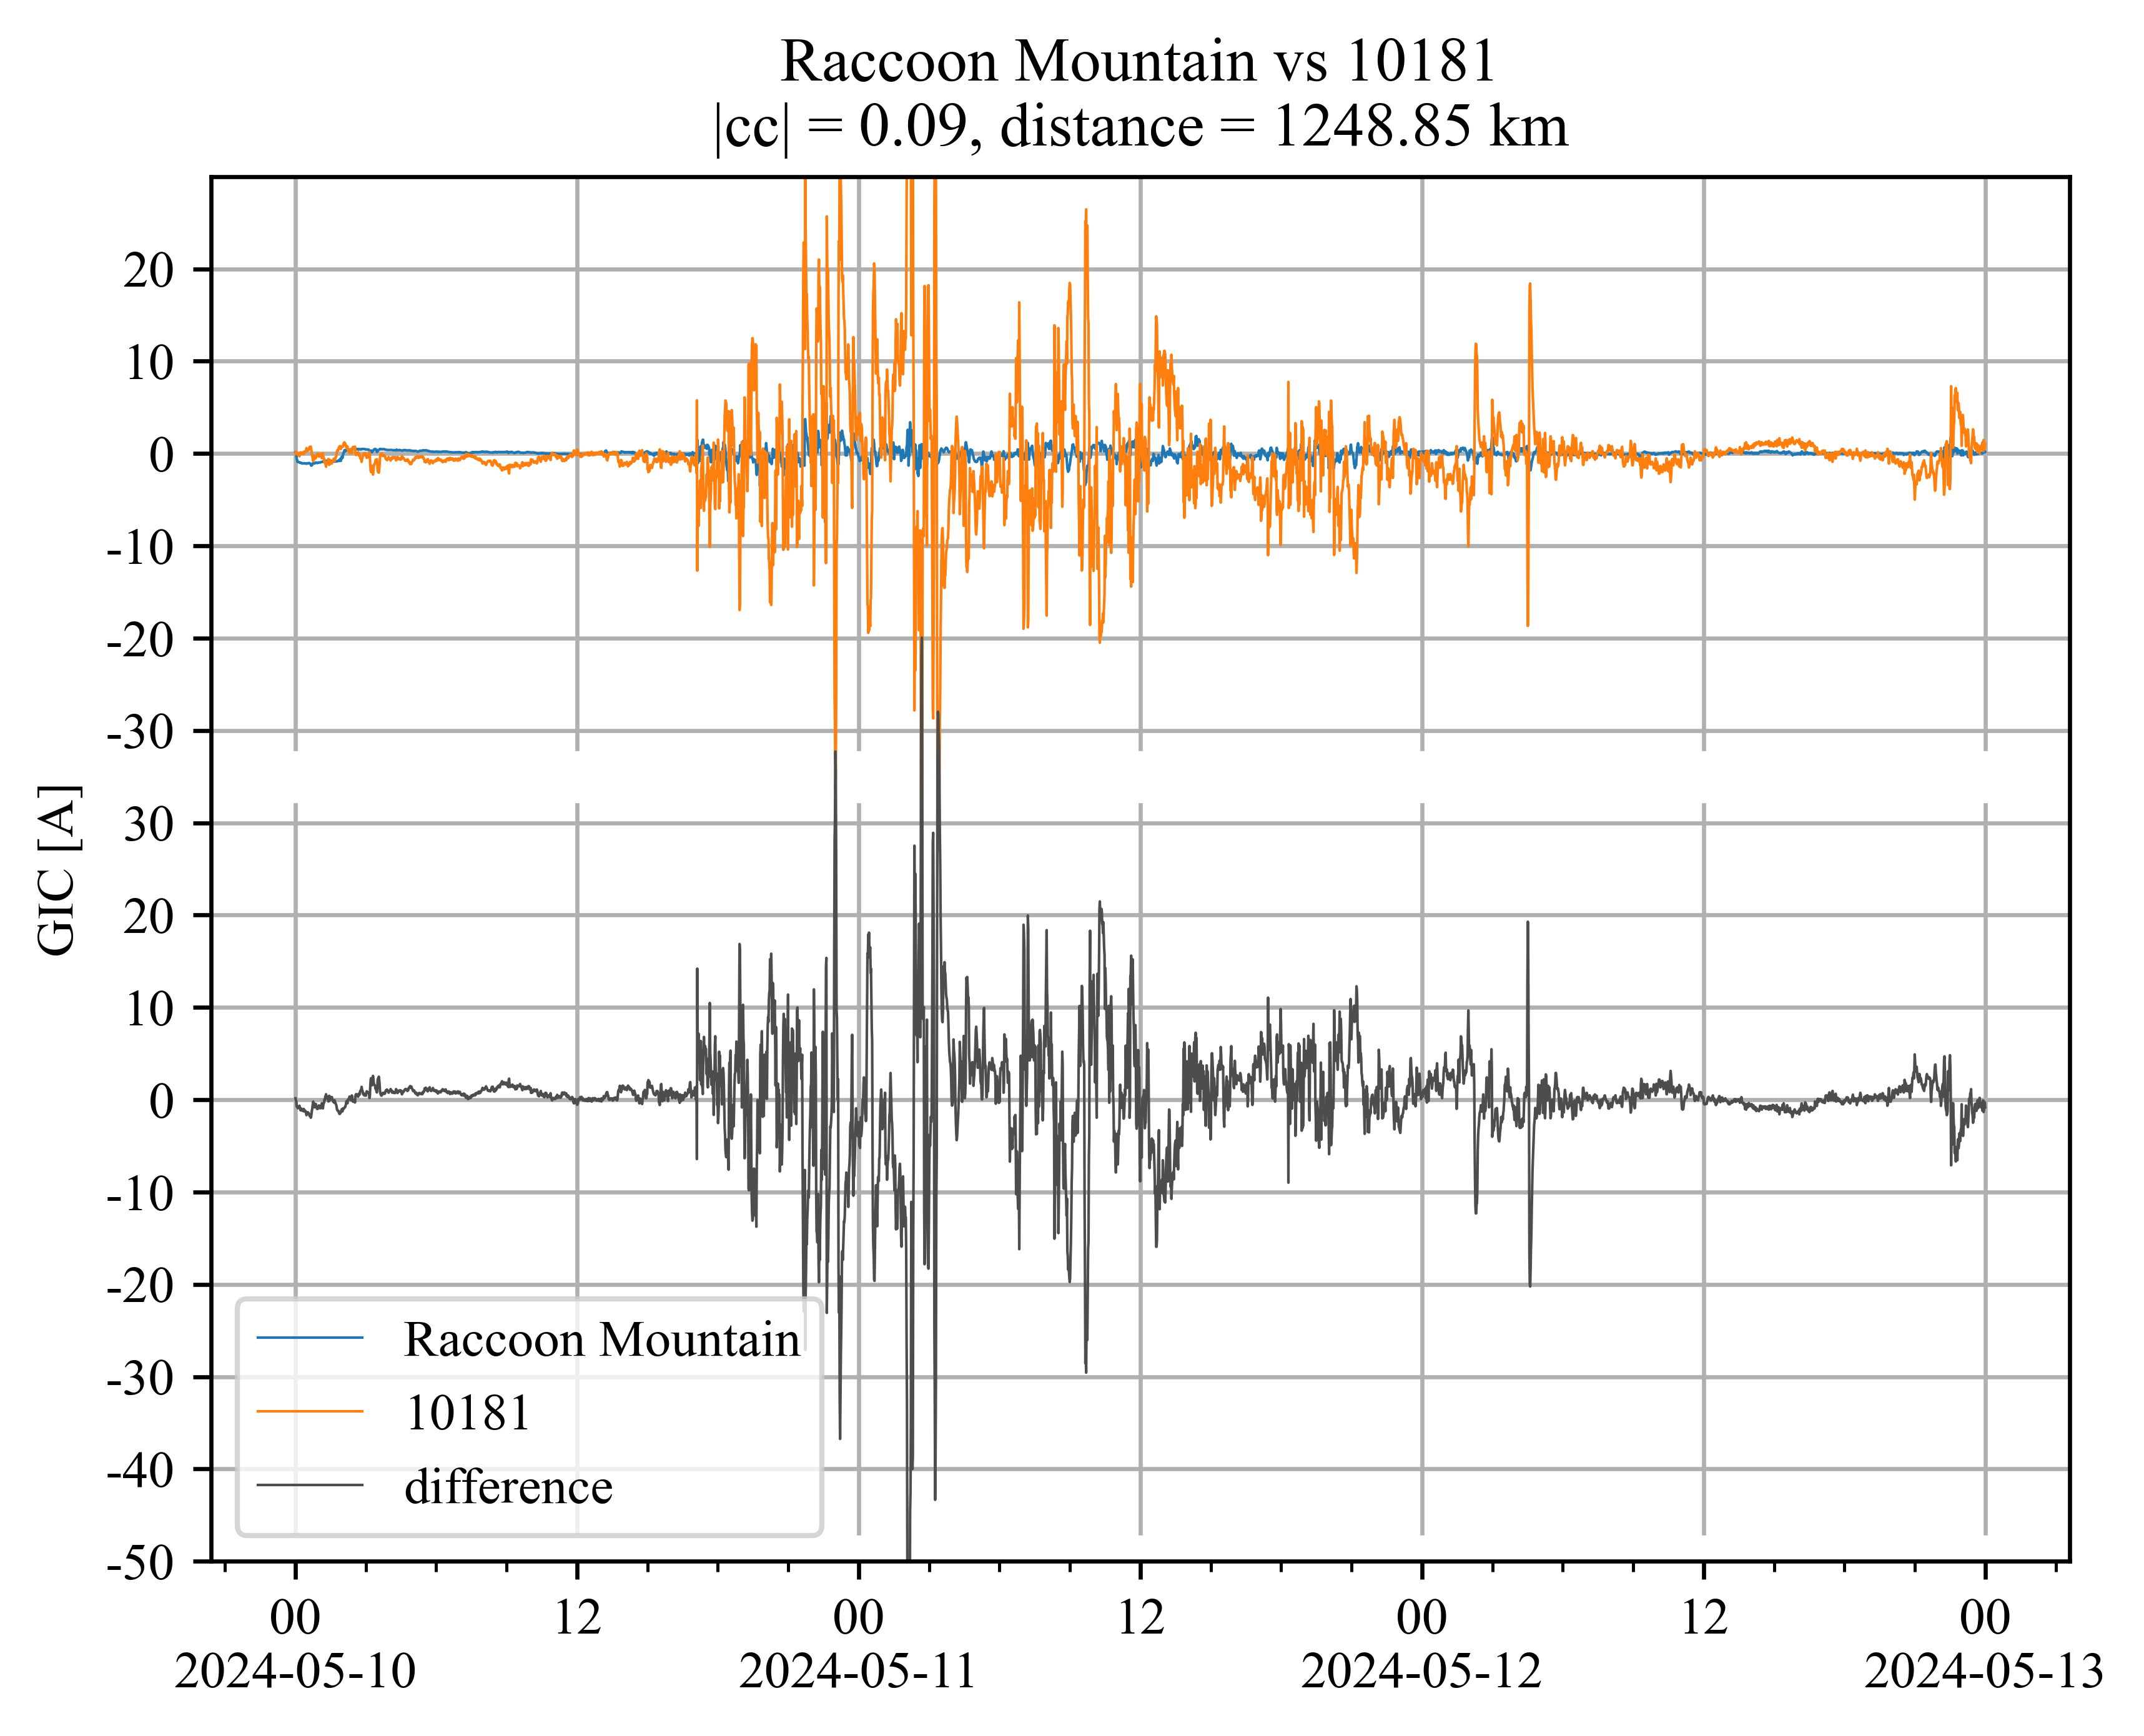 Raccoon Mountain vs 10181
|cc| = 0.09, distance = 1248.85 km
20
10
0
-10
-20
-30
30
20
10
0
-10
-20
-30
-40
-50
GIC [A]
Raccoon Mountain
10181
difference
00 12 00 12 00 12 00
2024-05-10 2024-05-11 2024-05-12 2024-05-13